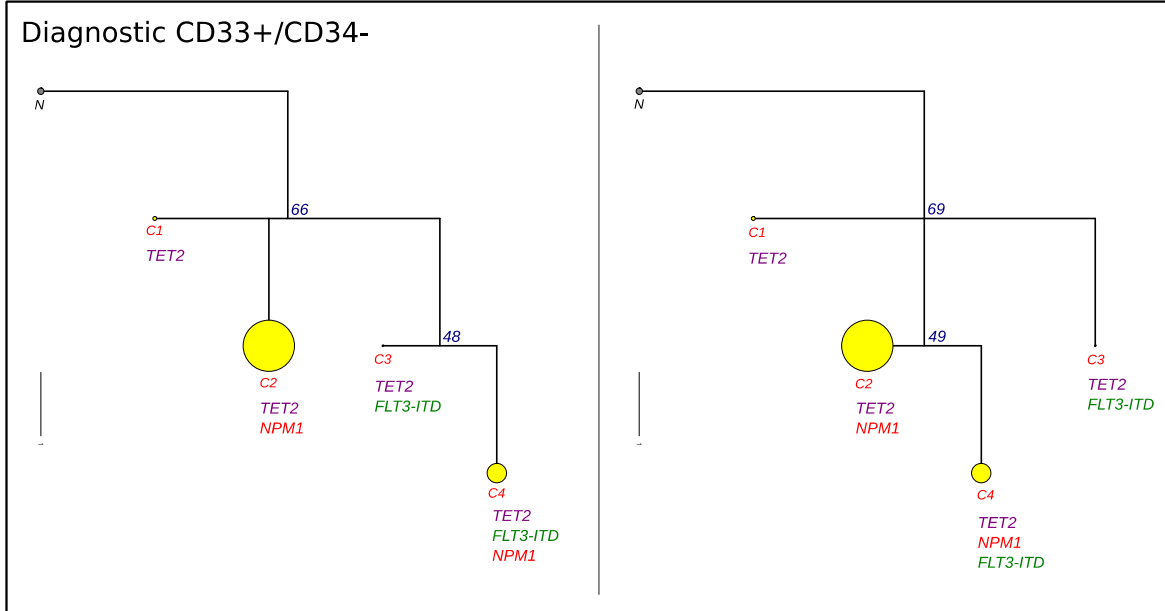 Diagnostic CD33+/CD34-
N
66
C1
TET2
48
C2
TET2
NPM1
C3
TET2
FLT3-ITD
C4
TET2
FLT3-ITD
NPM1
N
69
C1
TET2
49
C2
TET2
NPM1
C3
TET2
FLT3-ITD
C4
TET2
NPM1
FLT3-ITD